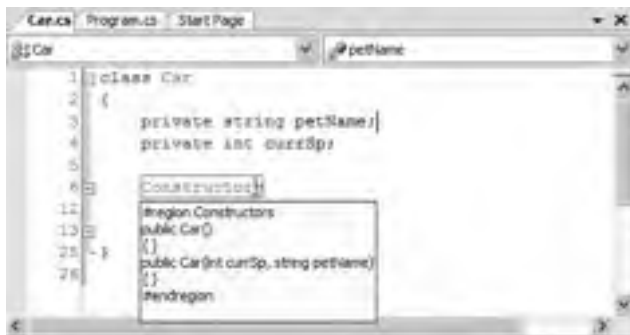 Car.cs Program.cs Start Page
Car petName
1 class Car
2 {
3 private string petName;
4 private int currSp;
5
6 Constructors
12
13
25 }
26
#region Constructors
public Car()
{}
public Car(int currSp, string petName)
{}
#endregion